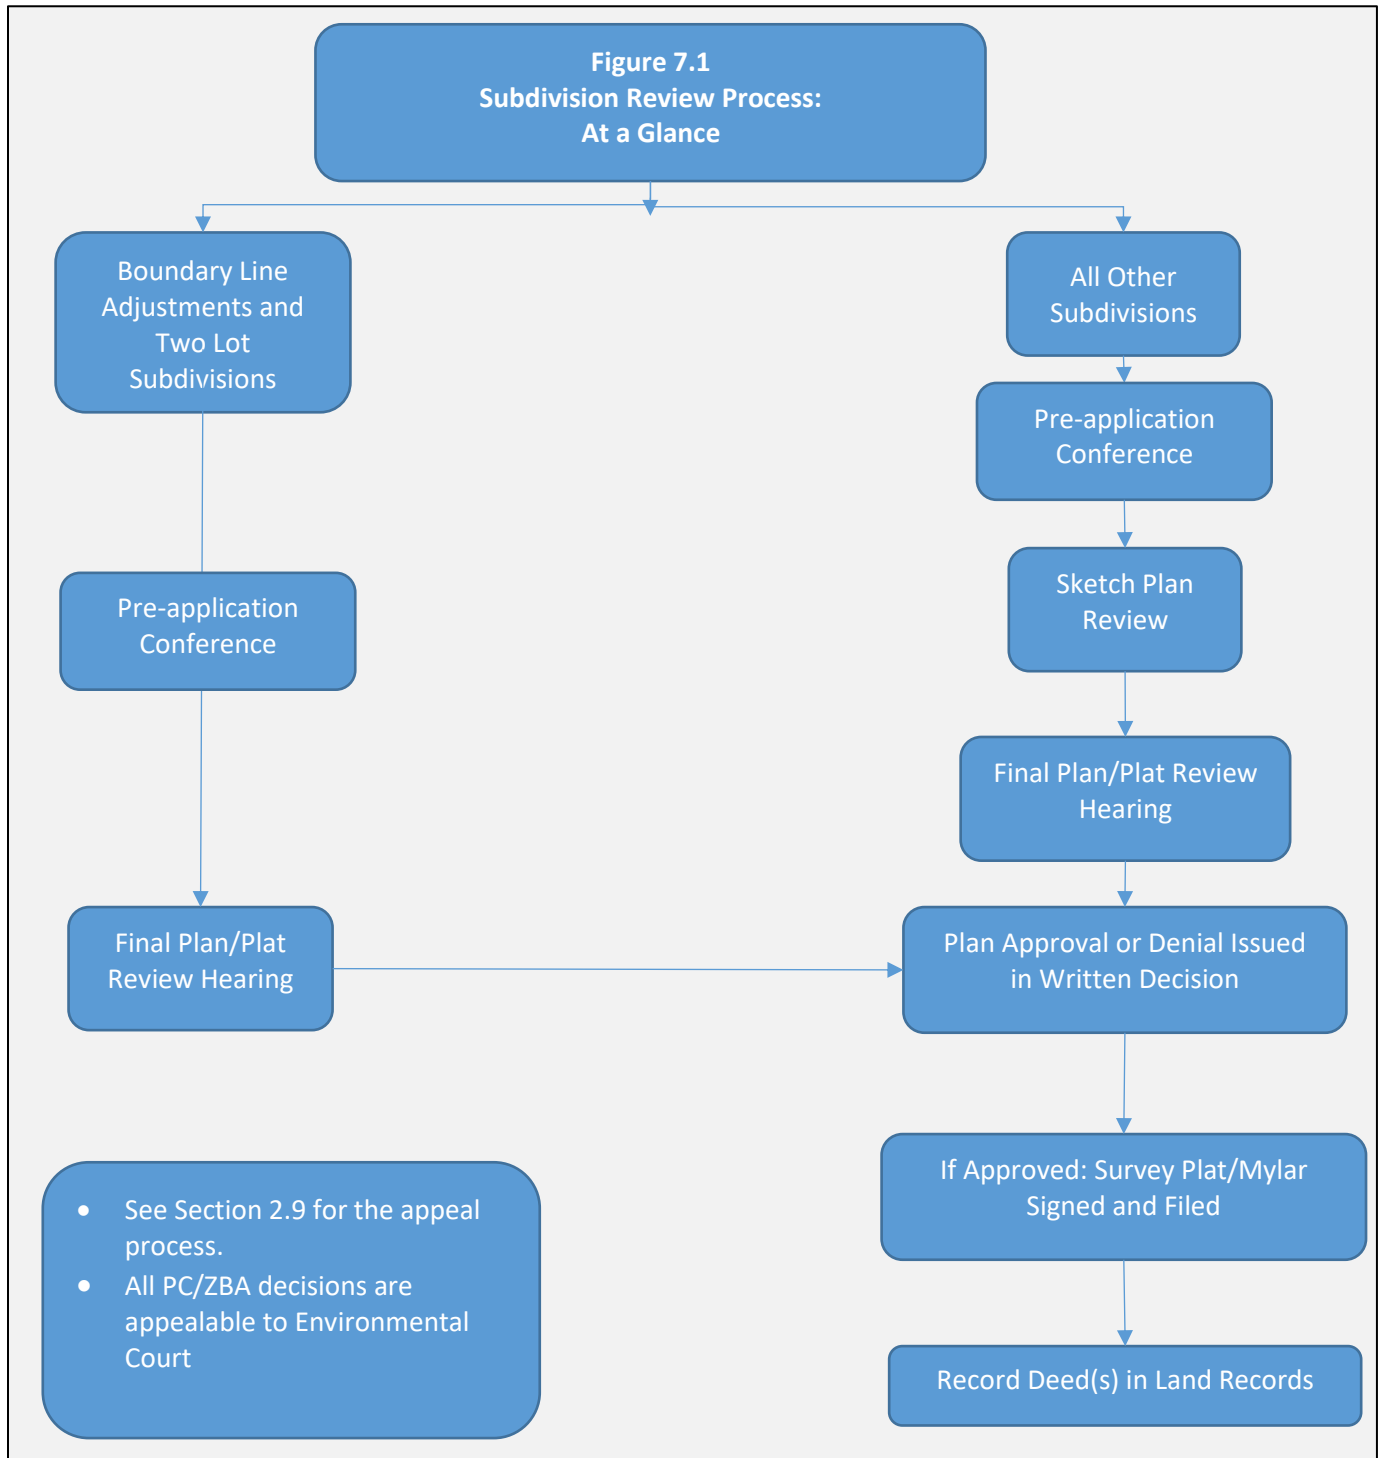 Figure 7.1
Subdivision Review Process:
At a Glance
Boundary Line
Adjustments and
Two Lot
Subdivisions
Pre-application
Conference
Final Plan/Plat
Review Hearing
All Other
Subdivisions
Pre-application
Conference
Sketch Plan
Review
Final Plan/Plat Review
Hearing
Plan Approval or Denial Issued
in Written Decision
If Approved: Survey Plat/Mylar
Signed and Filed
Record Deed(s) in Land Records
• See Section 2.9 for the appeal
process.
• All PC/ZBA decisions are
appealable to Environmental
Court